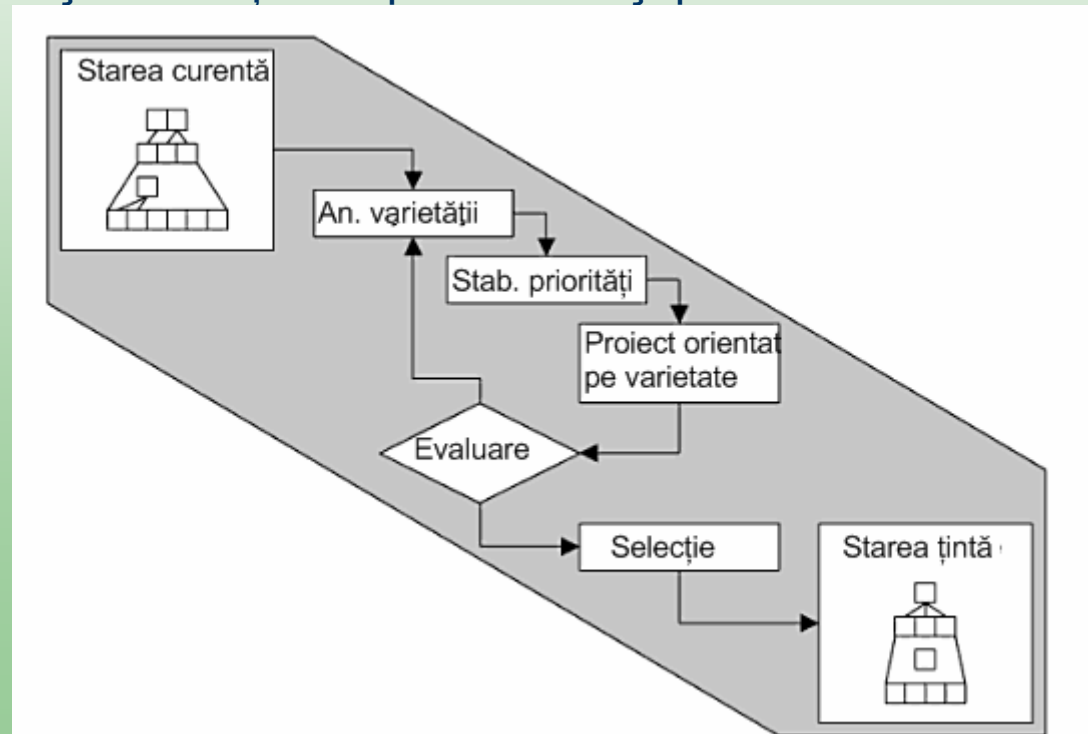 Starea curentă
An. varietății
Stab. priorități
Proiect orientat
pe varietate
Evaluare
Selecție
Starea țintă